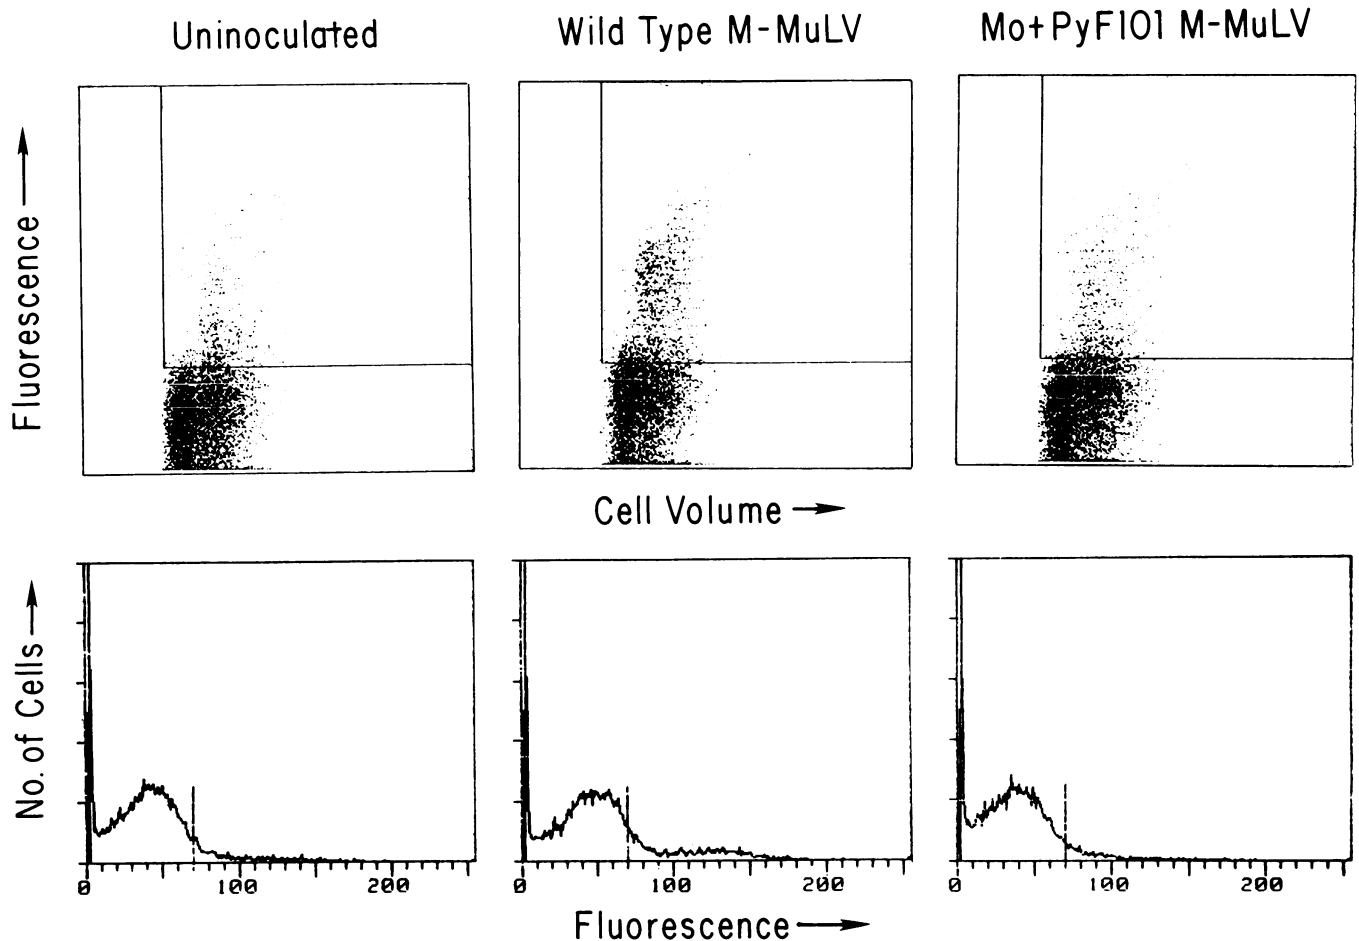 Uninoculated
Wild Type M-MuLV
Mo+PyF101 M-MuLV
Fluorescence
Cell Volume
No. of Cells
0 100 200
0 100 200
0 100 200
Fluorescence